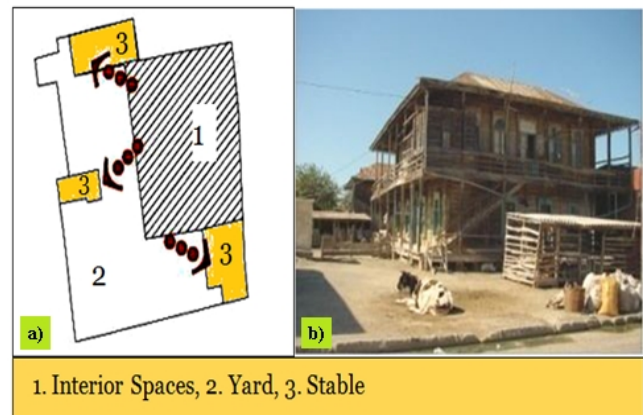 3
1
3
2
3
a)
b)
1. Interior Spaces, 2. Yard, 3. Stable